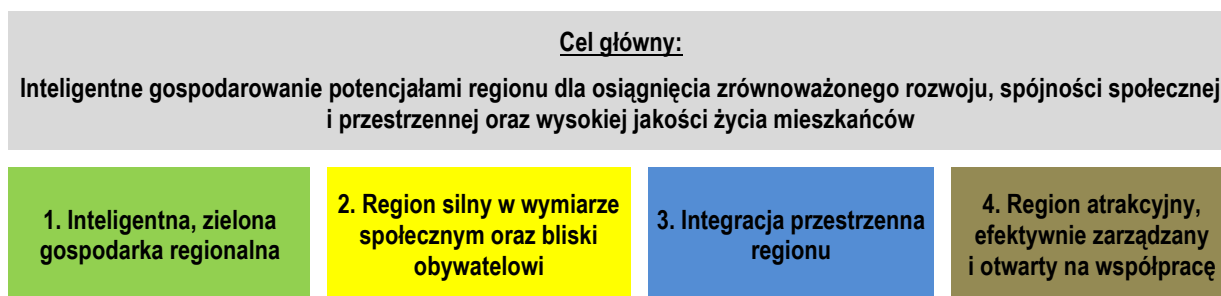 Cel główny:
Inteligentne gospodarowanie potencjałami regionu dla osiągnięcia zrównoważonego rozwoju, spójności społecznej
i przestrzennej oraz wysokiej jakości życia mieszkańców
1. Inteligentna, zielona
gospodarka regionalna
2. Region silny w wymiarze
społecznym oraz bliski
obywatelowi
3. Integracja przestrzenna
regionu
4. Region atrakcyjny,
efektywnie zarządzany
i otwarty na współpracę